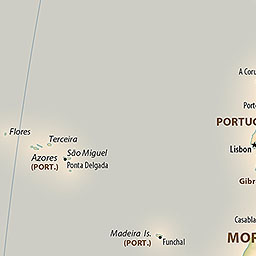 A Coru
Porto
PORTUG
Flores
Terceira
Azores
(PORT.)
São Miguel
Ponta Delgada
Lisbon
Gibr
Madeira Is.
(PORT.)
Funchal
Casabla
MOR